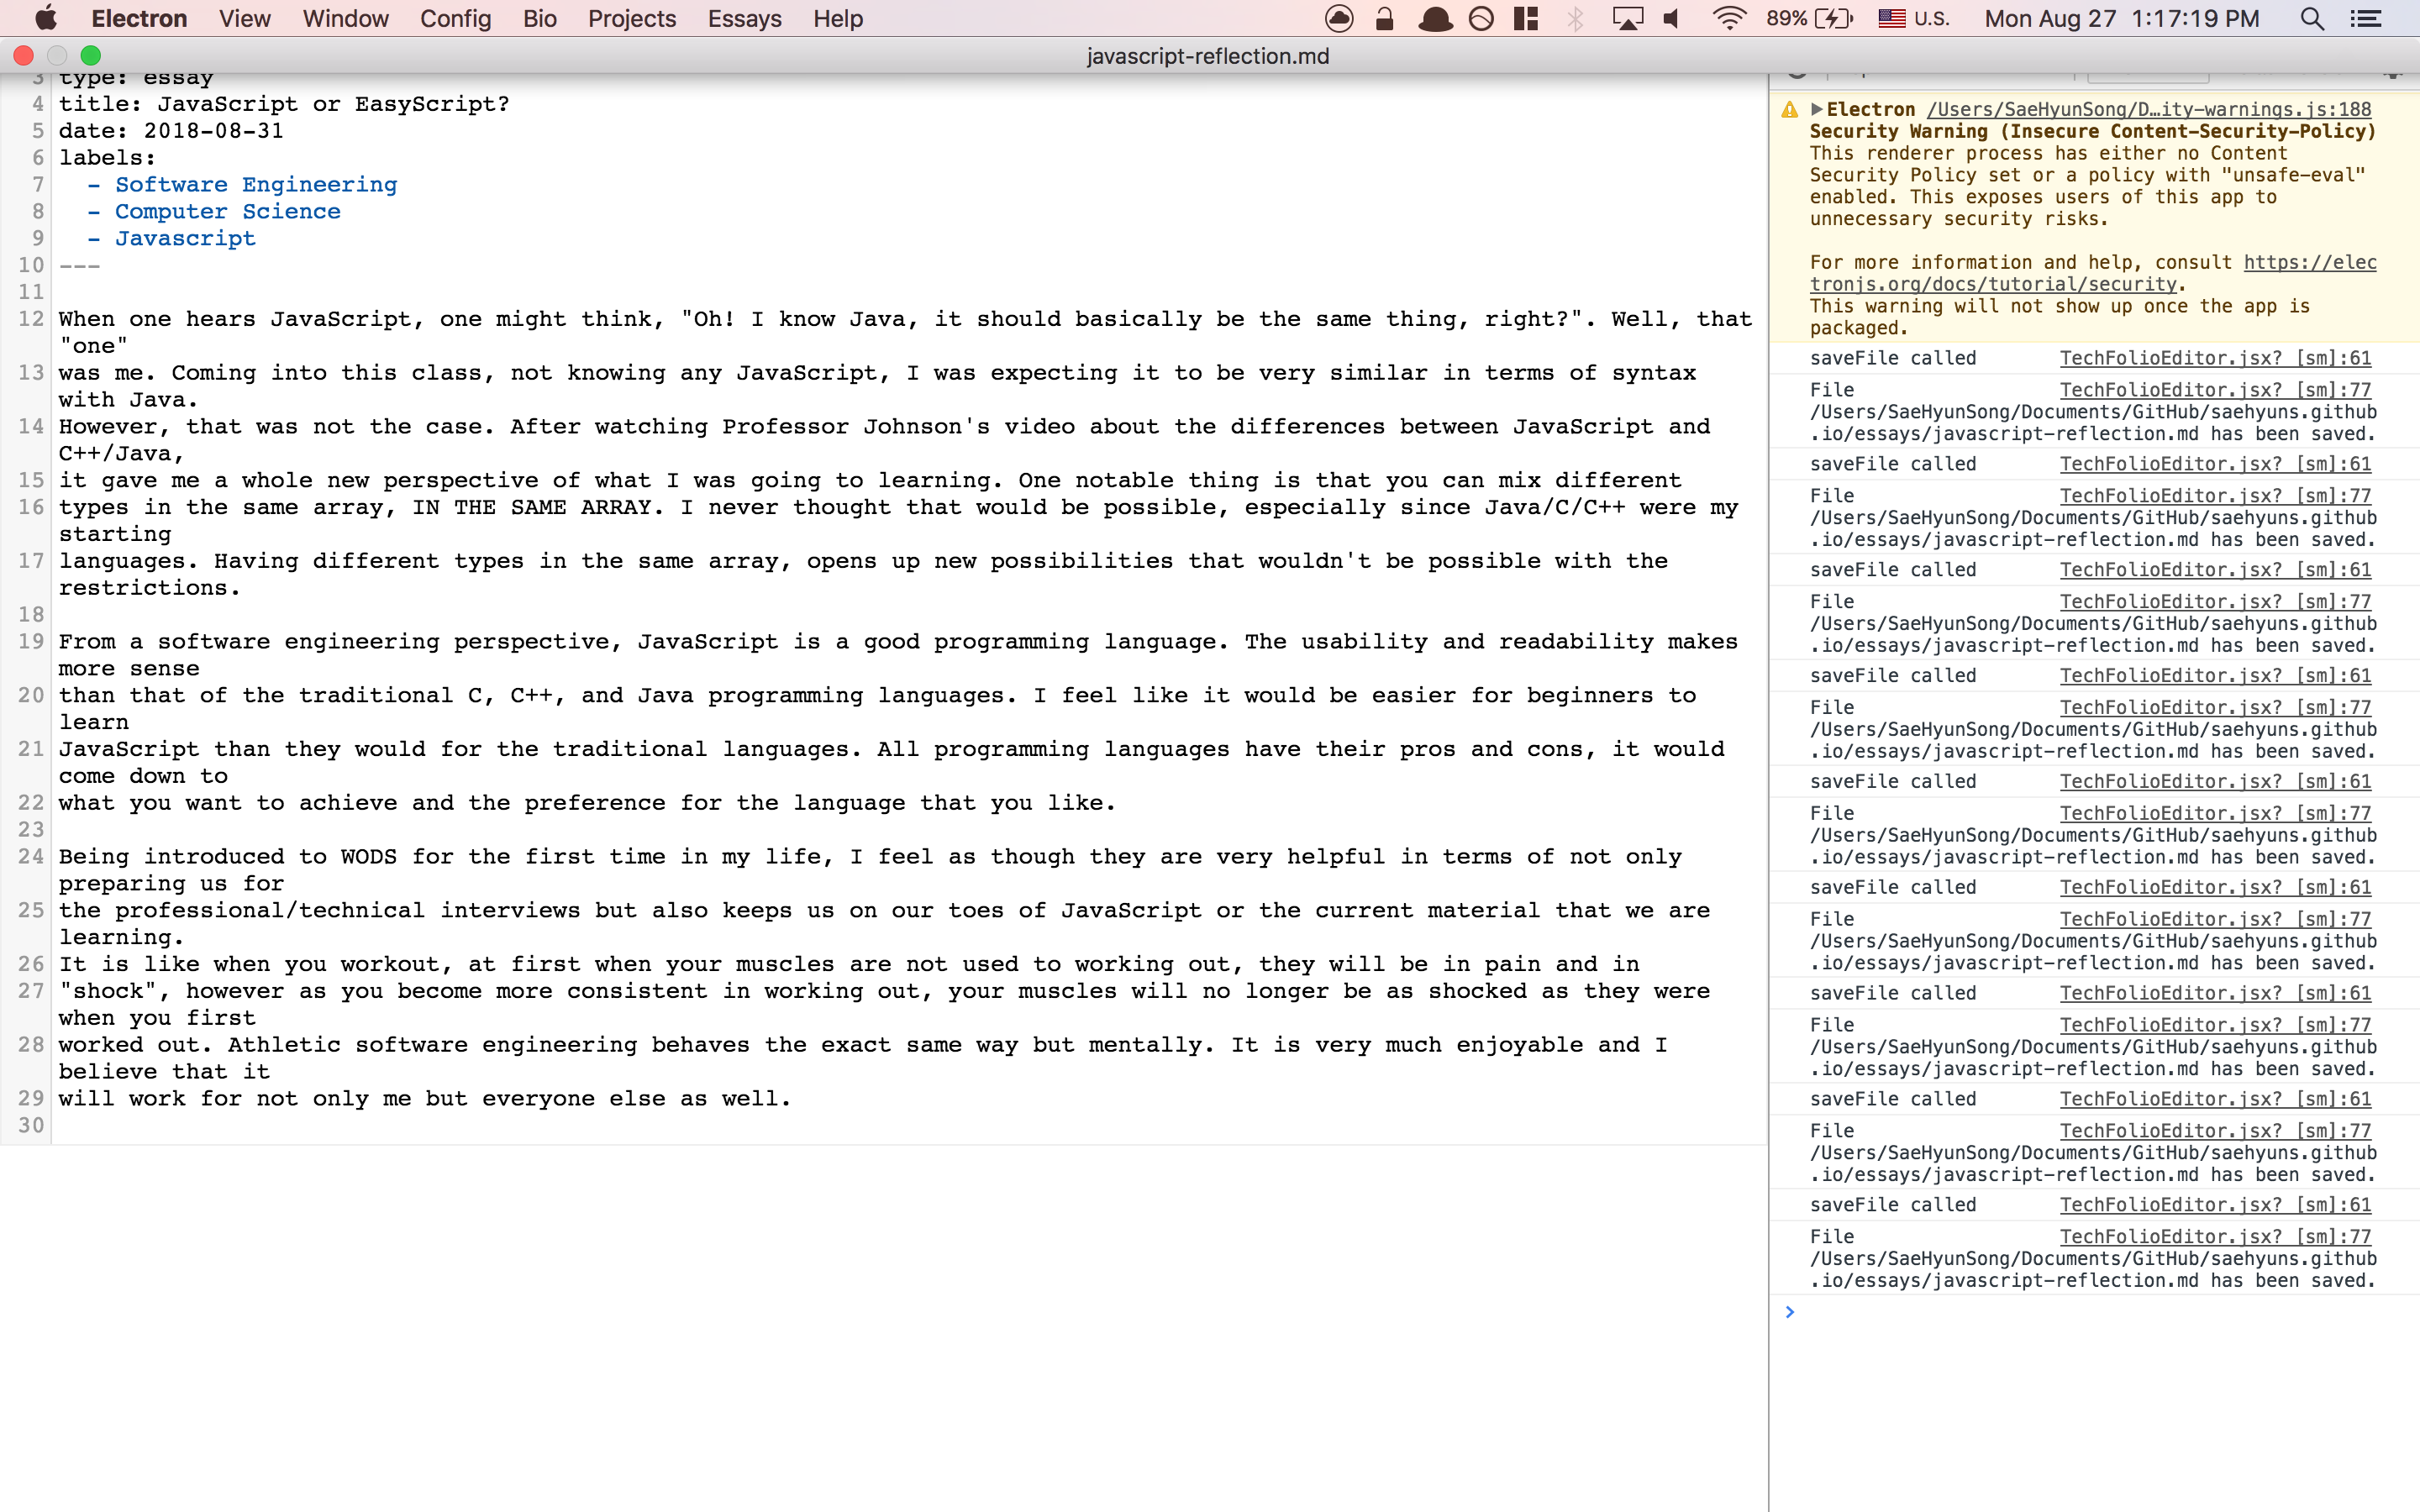 Electron View Window Config Bio Projects Essays Help 89% U.S. Mon Aug 27 1:17:19 PM
javascript-reflection.md
3 type: essay
4 title: JavaScript or EasyScript?
5 date: 2018-08-31
6 labels:
7 - Software Engineering
8 - Computer Science
9 - Javascript
10 ---
11
12 When one hears JavaScript, one might think, "Oh! I know Java, it should basically be the same thing, right?". Well, that
"one"
13 was me. Coming into this class, not knowing any JavaScript, I was expecting it to be very similar in terms of syntax
with Java.
14 However, that was not the case. After watching Professor Johnson's video about the differences between JavaScript and
C++/Java,
15 it gave me a whole new perspective of what I was going to learning. One notable thing is that you can mix different
16 types in the same array, IN THE SAME ARRAY. I never thought that would be possible, especially since Java/C/C++ were my
starting
17 languages. Having different types in the same array, opens up new possibilities that wouldn't be possible with the
restrictions.
18
19 From a software engineering perspective, JavaScript is a good programming language. The usability and readability makes
more sense
20 than that of the traditional C, C++, and Java programming languages. I feel like it would be easier for beginners to
learn
21 JavaScript than they would for the traditional languages. All programming languages have their pros and cons, it would
come down to
22 what you want to achieve and the preference for the language that you like.
23
24 Being introduced to WODS for the first time in my life, I feel as though they are very helpful in terms of not only
preparing us for
25 the professional/technical interviews but also keeps us on our toes of JavaScript or the current material that we are
learning.
26 It is like when you workout, at first when your muscles are not used to working out, they will be in pain and in
27 "shock", however as you become more consistent in working out, your muscles will no longer be as shocked as they were
when you first
28 worked out. Athletic software engineering behaves the exact same way but mentally. It is very much enjoyable and I
believe that it
29 will work for not only me but everyone else as well.
30
Electron /Users/SaeHyunSong/D…ity-warnings.js:188
Security Warning (Insecure Content-Security-Policy)
This renderer process has either no Content
Security Policy set or a policy with "unsafe-eval"
enabled. This exposes users of this app to
unnecessary security risks.
For more information and help, consult https://elec
tronjs.org/docs/tutorial/security.
This warning will not show up once the app is
packaged.
saveFile called TechFolioEditor.jsx? [sm]:61
File TechFolioEditor.jsx? [sm]:77
/Users/SaeHyunSong/Documents/GitHub/saehyuns.github
.io/essays/javascript-reflection.md has been saved.
saveFile called TechFolioEditor.jsx? [sm]:61
File TechFolioEditor.jsx? [sm]:77
/Users/SaeHyunSong/Documents/GitHub/saehyuns.github
.io/essays/javascript-reflection.md has been saved.
saveFile called TechFolioEditor.jsx? [sm]:61
File TechFolioEditor.jsx? [sm]:77
/Users/SaeHyunSong/Documents/GitHub/saehyuns.github
.io/essays/javascript-reflection.md has been saved.
saveFile called TechFolioEditor.jsx? [sm]:61
File TechFolioEditor.jsx? [sm]:77
/Users/SaeHyunSong/Documents/GitHub/saehyuns.github
.io/essays/javascript-reflection.md has been saved.
saveFile called TechFolioEditor.jsx? [sm]:61
File TechFolioEditor.jsx? [sm]:77
/Users/SaeHyunSong/Documents/GitHub/saehyuns.github
.io/essays/javascript-reflection.md has been saved.
saveFile called TechFolioEditor.jsx? [sm]:61
File TechFolioEditor.jsx? [sm]:77
/Users/SaeHyunSong/Documents/GitHub/saehyuns.github
.io/essays/javascript-reflection.md has been saved.
saveFile called TechFolioEditor.jsx? [sm]:61
File TechFolioEditor.jsx? [sm]:77
/Users/SaeHyunSong/Documents/GitHub/saehyuns.github
.io/essays/javascript-reflection.md has been saved.
saveFile called TechFolioEditor.jsx? [sm]:61
File TechFolioEditor.jsx? [sm]:77
/Users/SaeHyunSong/Documents/GitHub/saehyuns.github
.io/essays/javascript-reflection.md has been saved.
saveFile called TechFolioEditor.jsx? [sm]:61
File TechFolioEditor.jsx? [sm]:77
/Users/SaeHyunSong/Documents/GitHub/saehyuns.github
.io/essays/javascript-reflection.md has been saved.